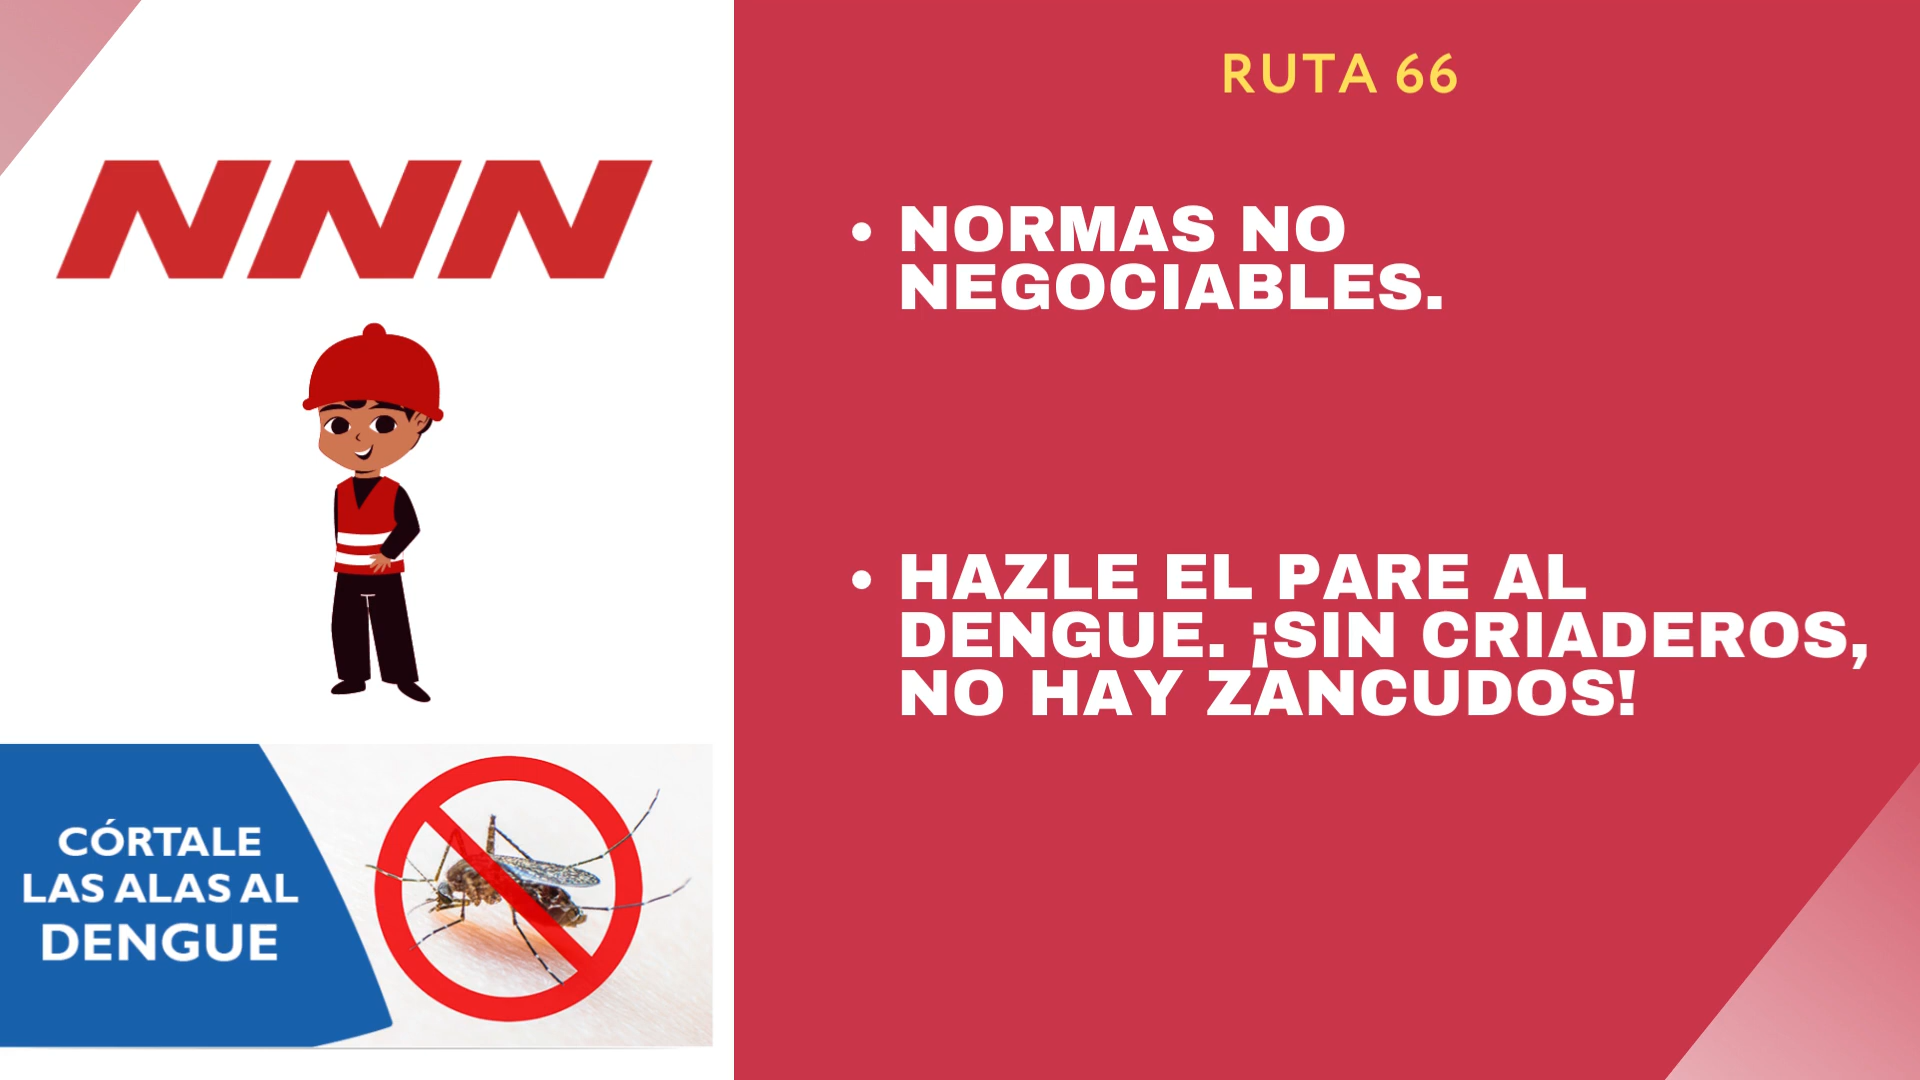 NNN
CÓRTALE
LAS ALAS AL
DENGUE
RUTA 66
• NORMAS NO
NEGOCIABLES.
• HAZLE EL PARE AL
DENGUE. ¡SIN CRIADEROS,
NO HAY ZANCUDOS!